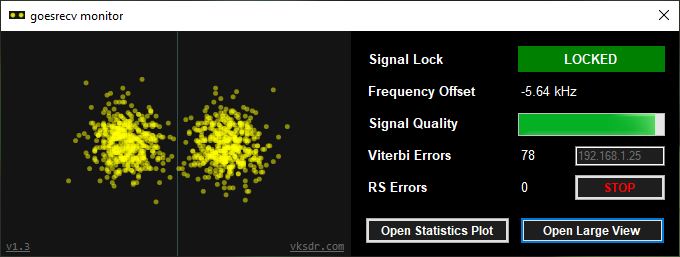 goesrecv monitor
Signal Lock LOCKED
Frequency Offset -5.64 kHz
Signal Quality
Viterbi Errors 78 192.168.1.25
RS Errors 0 STOP
v1.3 vksdr.com
Open Statistics Plot Open Large View